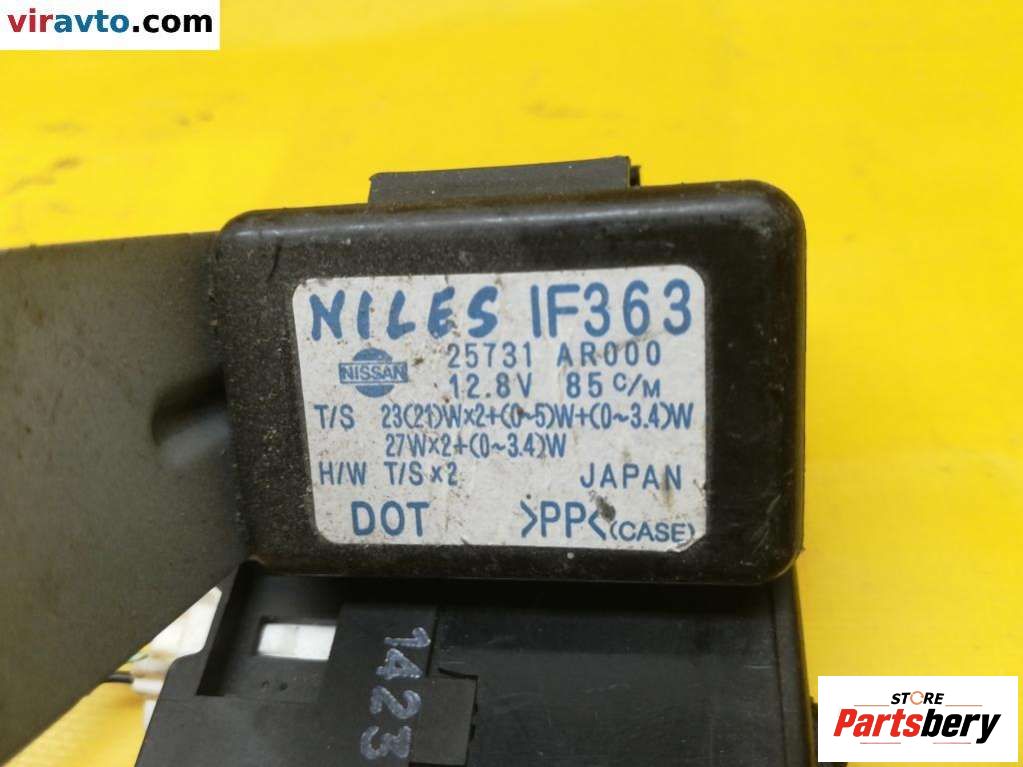 viravto.com
NILES IF363
NISSAN
25731 AR000
12.8V 85 C/M
T/S 23(21)W×2+(0~5)W+(0~3.4)W
27W×2+(0~3.4)W
H/W T/S×2 JAPAN
DOT >PP< (CASE)
1423
STORE
Partsbery